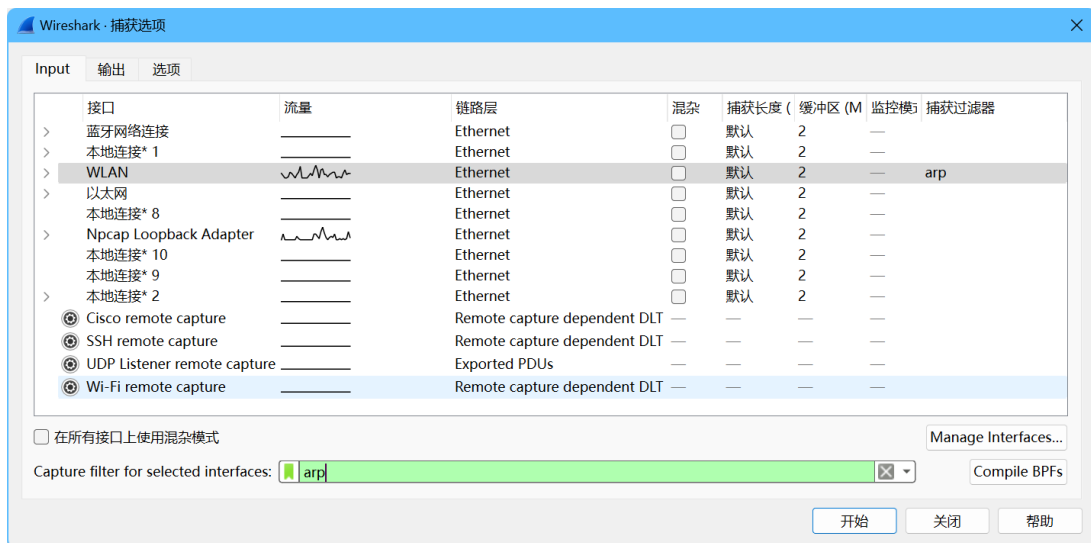 Wireshark · 捕获选项
Input 输出 选项
接口 流量 链路层 混杂 捕获长度 ( 缓冲区 (M 监控模式 捕获过滤器
蓝牙网络连接 Ethernet 默认 2 —
本地连接* 1 Ethernet 默认 2 —
WLAN Ethernet 默认 2 — arp
以太网 Ethernet 默认 2 —
本地连接* 8 Ethernet 默认 2 —
Npcap Loopback Adapter Ethernet 默认 2 —
本地连接* 10 Ethernet 默认 2 —
本地连接* 9 Ethernet 默认 2 —
本地连接* 2 Ethernet 默认 2 —
Cisco remote capture Remote capture dependent DLT — — — —
SSH remote capture Remote capture dependent DLT — — — —
UDP Listener remote capture Exported PDUs — — — —
Wi-Fi remote capture Remote capture dependent DLT — — — —
在所有接口上使用混杂模式 Manage Interfaces...
Capture filter for selected interfaces: arp Compile BPFs
开始 关闭 帮助